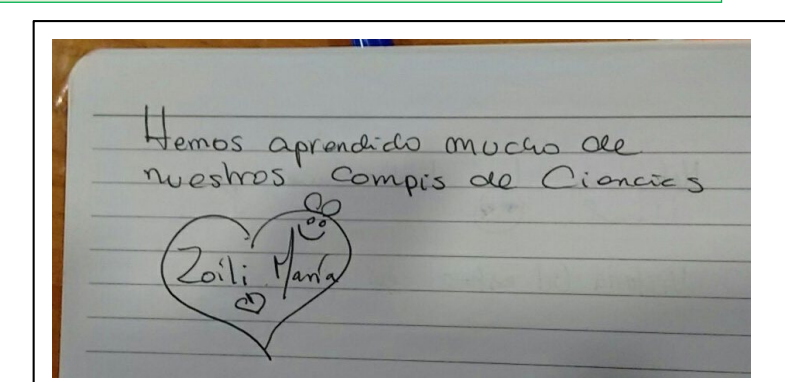 Hemos aprendido mucho de
nuestros Compis de Ciencias
Zoili María